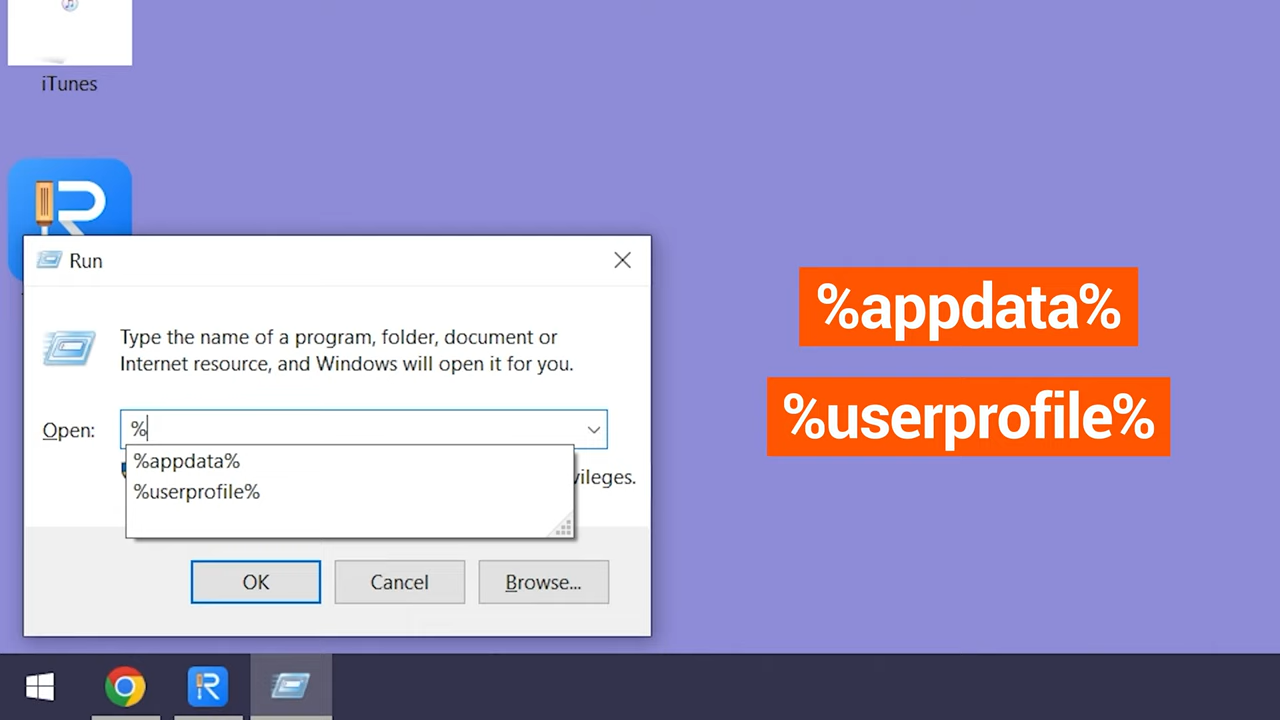 iTunes
Run
Type the name of a program, folder, document or
Internet resource, and Windows will open it for you.
Open:
%
%appdata%
%userprofile%
vileges.
OK
Cancel
Browse...
%appdata%
%userprofile%